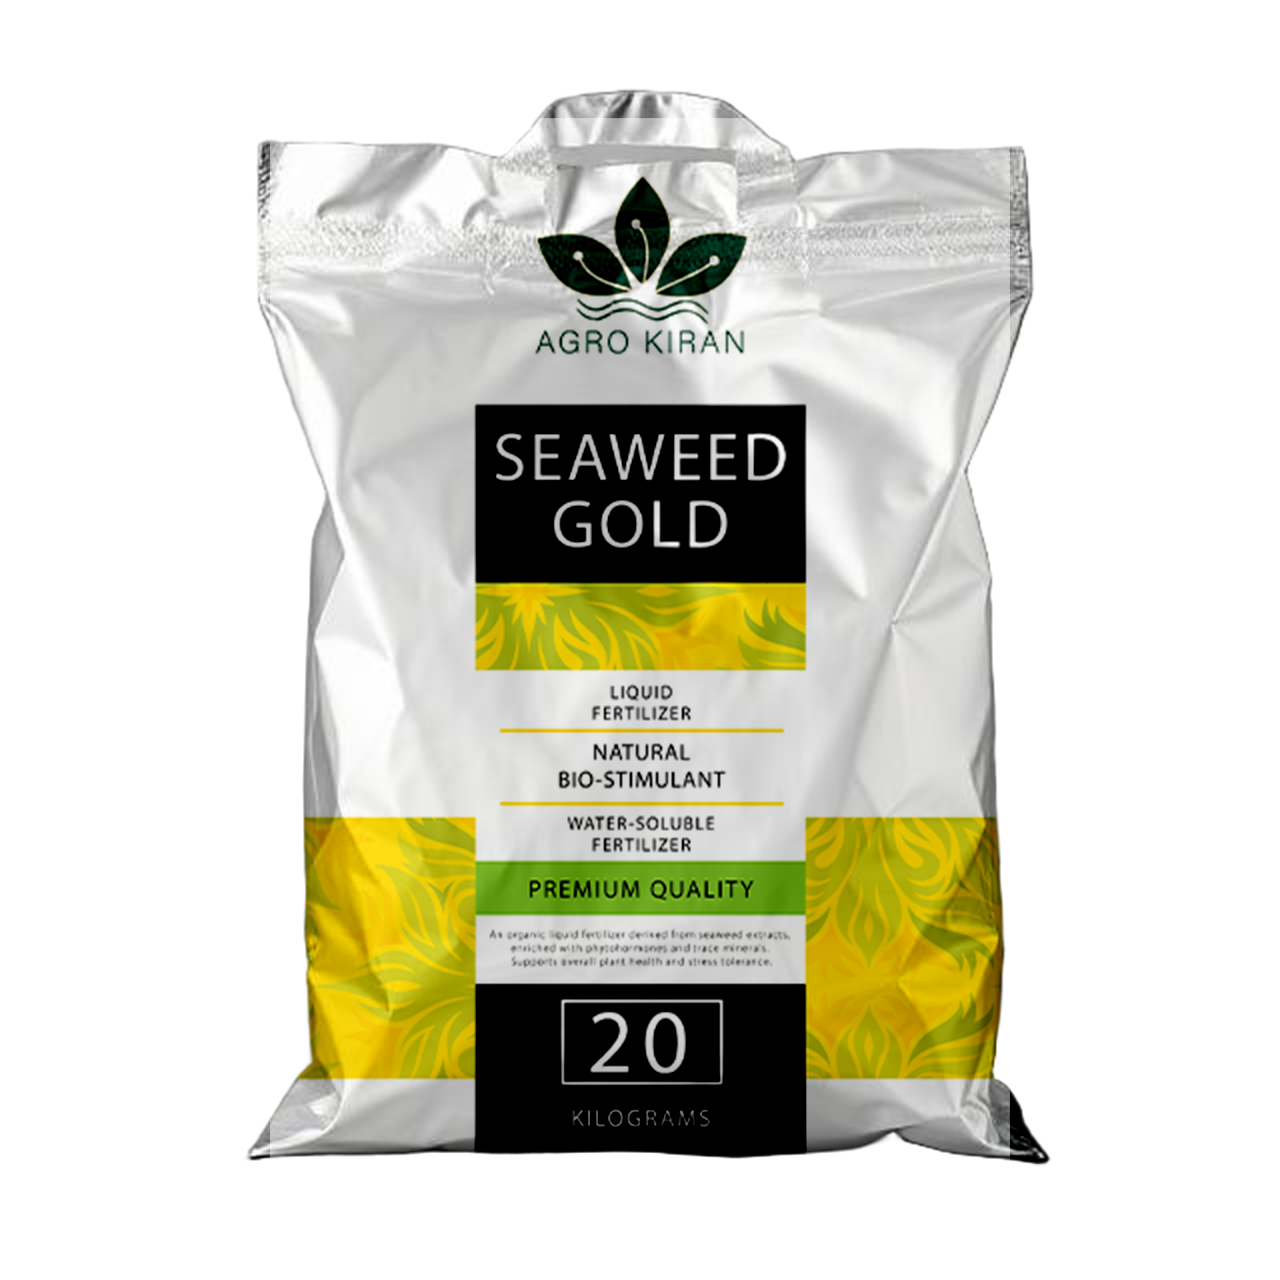 AGRO KIRAN
SEAWEED
GOLD
LIQUID
FERTILIZER
NATURAL
BIO-STIMULANT
WATER-SOLUBLE
FERTILIZER
PREMIUM QUALITY
An organic liquid fertilizer derived from seaweed extracts,
enriched with phytohormones and trace minerals.
Supports overall plant health and stress tolerance.
20
KILOGRAMS